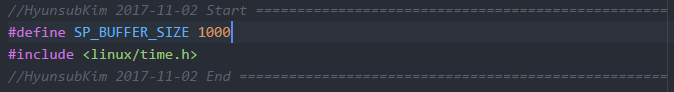 //HyunsubKim 2017-11-02 Start ==================================================
#define SP_BUFFER_SIZE 1000
#include <linux/time.h>
//HyunsubKim 2017-11-02 End ====================================================